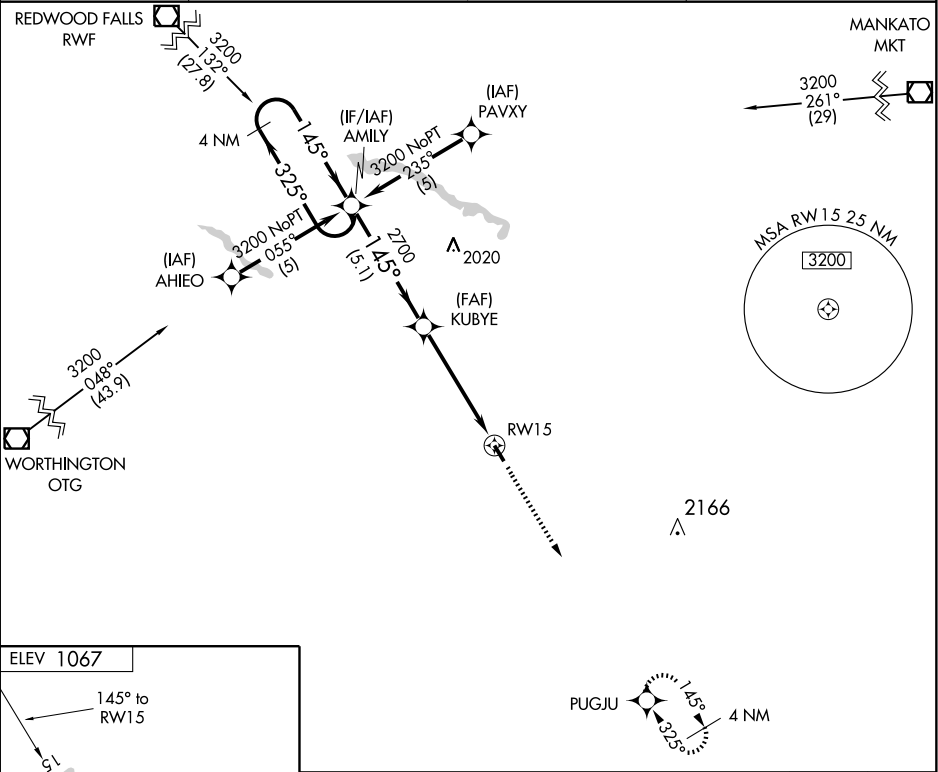 REDWOOD FALLS
RWF
3200
132°
(27.8)
MANKATO
MKT
3200
261°
(29)
(IAF)
PAVXY
(IF/IAF)
AMILY
4 NM
145°
325°
3200 NoPT
235°
(5)
3200 NoPT
055°
(5)
(IAF)
AHIEO
2700
145°
(5.1)
2020
(FAF)
KUBYE
MSA RW15 25 NM
3200
3200
048°
(43.9)
WORTHINGTON
OTG
RW15
2166
ELEV 1067
145° to
RW15
15
PUGJU
145°
325°
4 NM